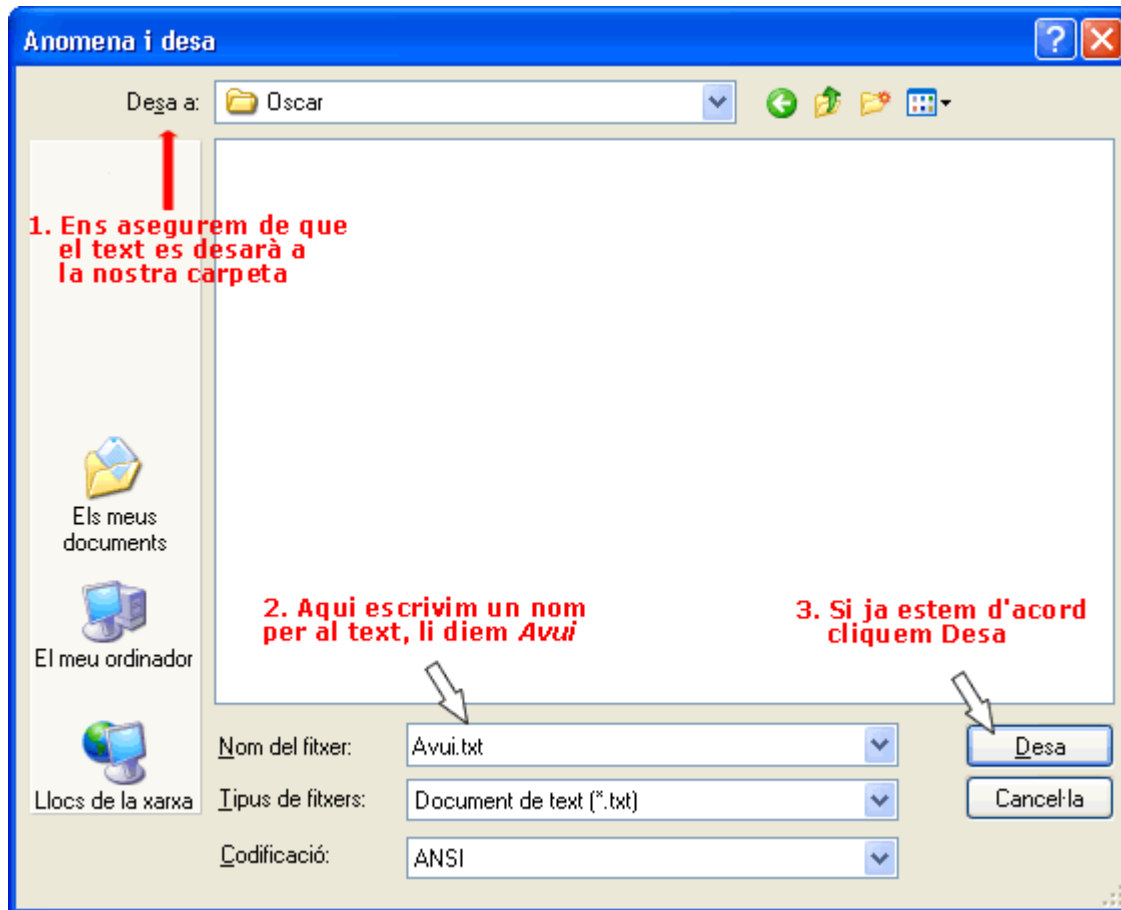 Anomena i desa
Desa a:
Oscar
1. Ens asegurem de que
el text es desarà a
la nostra carpeta
Els meus
documents
El meu ordinador
Llocs de la xarxa
2. Aqui escrivim un nom
per al text, li diem Avui
3. Si ja estem d'acord
cliquem Desa
Nom del fitxer:
Avui.txt
Desa
Tipus de fitxers:
Document de text (*.txt)
Cancel·la
Codificació:
ANSI